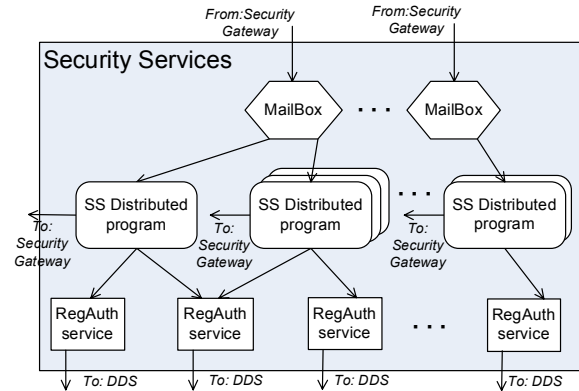 From:Security
Gateway
From:Security
Gateway
Security Services
MailBox
. . .
MailBox
SS Distributed
program
SS Distributed
program
. . .
SS Distributed
program
To:
Security
Gateway
To:
Security
Gateway
To:
Security
Gateway
RegAuth
service
RegAuth
service
RegAuth
service
. . .
RegAuth
service
To: DDS
To: DDS
To: DDS
To: DDS